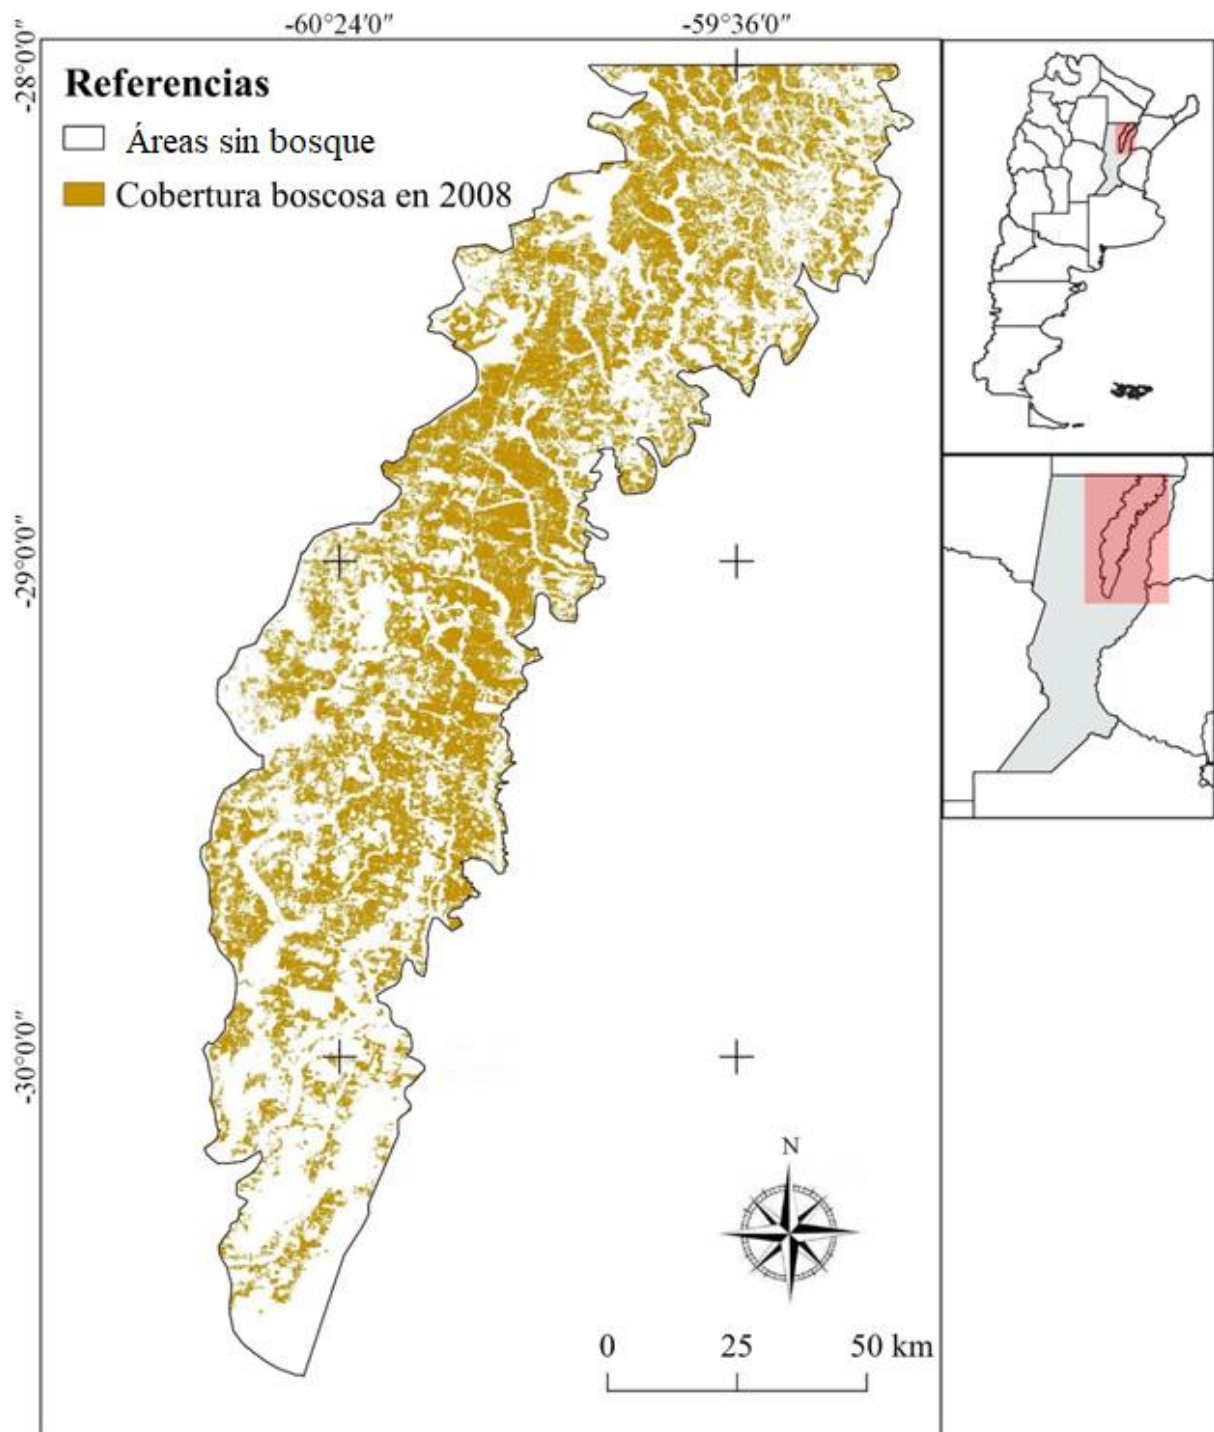 -60°24'0" -59°36'0"
-28°0'0"
Referencias
Áreas sin bosque
Cobertura boscosa en 2008
-29°0'0"
-30°0'0"
N
0 25 50 km